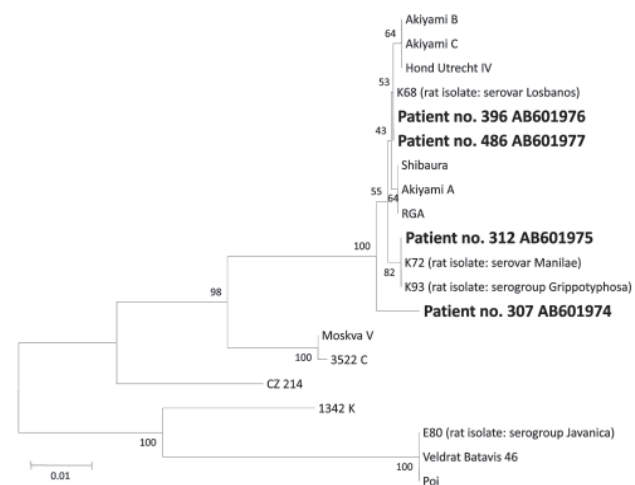 Akiyami B
64
Akiyami C
Hond Utrecht IV
53
K68 (rat isolate: serovar Losbanos)
Patient no. 396 AB601976
43
Patient no. 486 AB601977
Shibaura
55
64
Akiyami A
RGA
100
Patient no. 312 AB601975
82
K72 (rat isolate: serovar Manilae)
K93 (rat isolate: serogroup Grippotyphosa)
98
Patient no. 307 AB601974
Moskva V
100
3522 C
CZ 214
1342 K
100
E80 (rat isolate: serogroup Javanica)
Veldrat Batavis 46
100
Poi
0.01